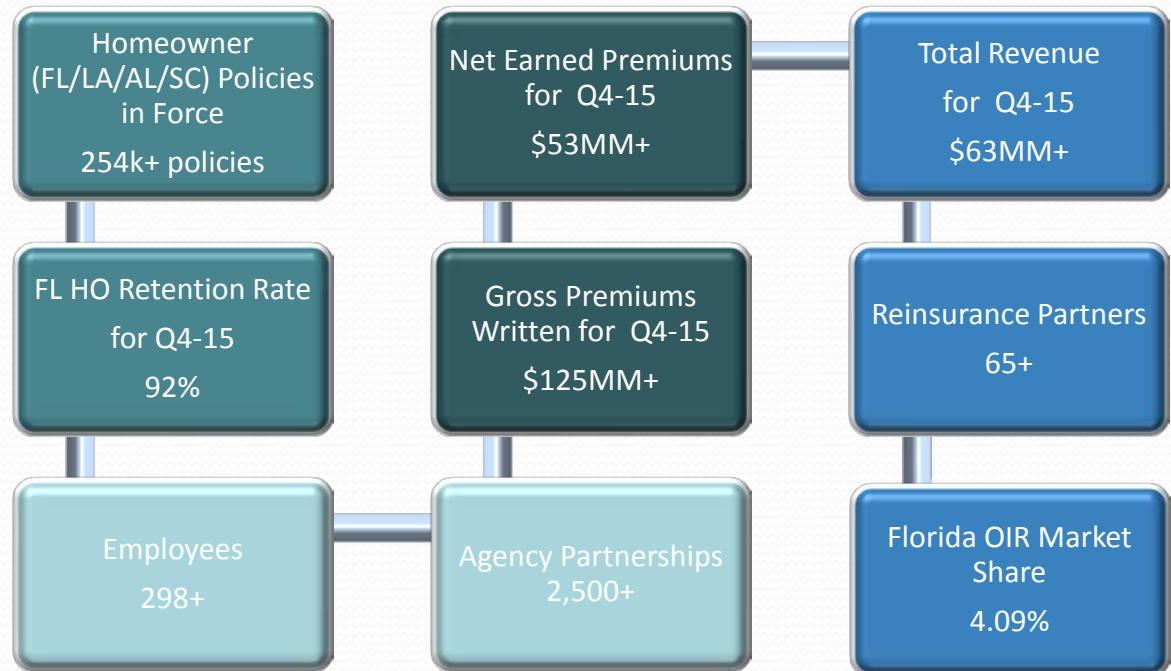 Homeowner
(FL/LA/AL/SC) Policies
in Force
254k+ policies
FL HO Retention Rate
for Q4-15
92%
Employees
298+
Agency Partnerships
2,500+
Gross Premiums
Written for Q4-15
$125MM+
Net Earned Premiums
for Q4-15
$53MM+
Total Revenue
for Q4-15
$63MM+
Reinsurance Partners
65+
Florida OIR Market
Share
4.09%